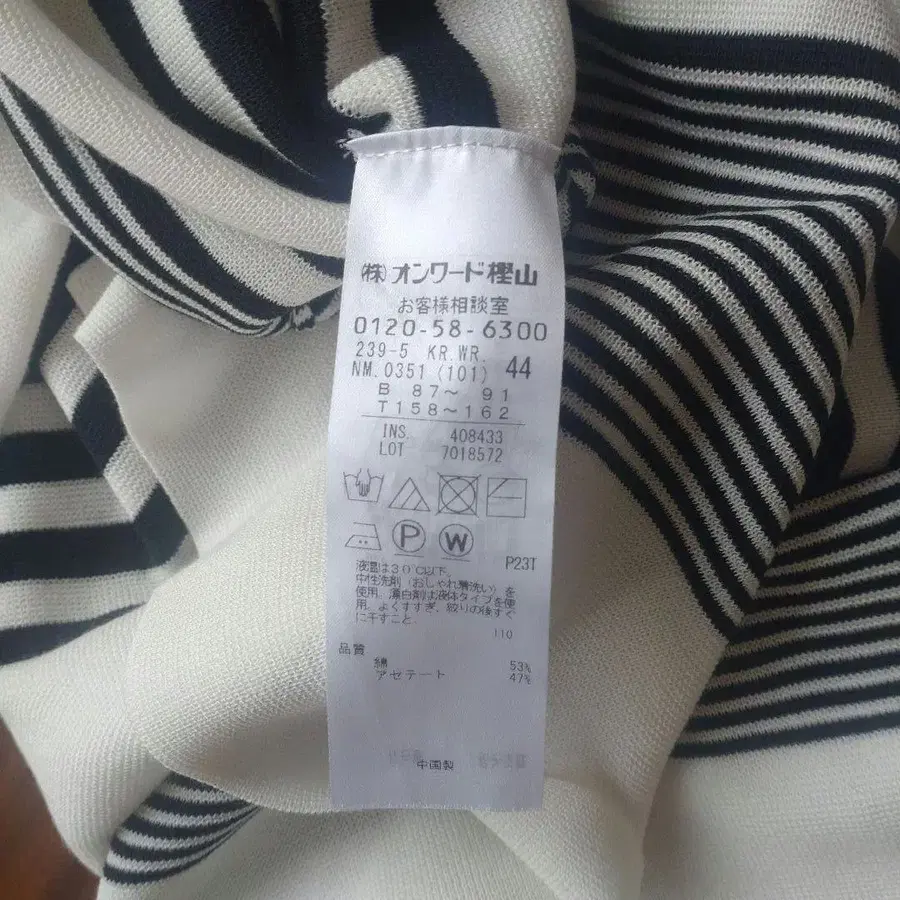 (株)オンワード樫山
お客様相談室
0120-58-6300
239-5 KR.WR.
NM.0351 (101) 44
B 87～ 91
T158～162
INS. 408433
LOT 7018572
P W
P23T
液温は30℃以下。
中性洗剤（おしゃれ着洗い）を
使用。漂白剤は液体タイプを使
用。よくすすぎ、絞りの後すぐ
に干すこと。
110
品質
綿 53%
アセテート 47%
中国製